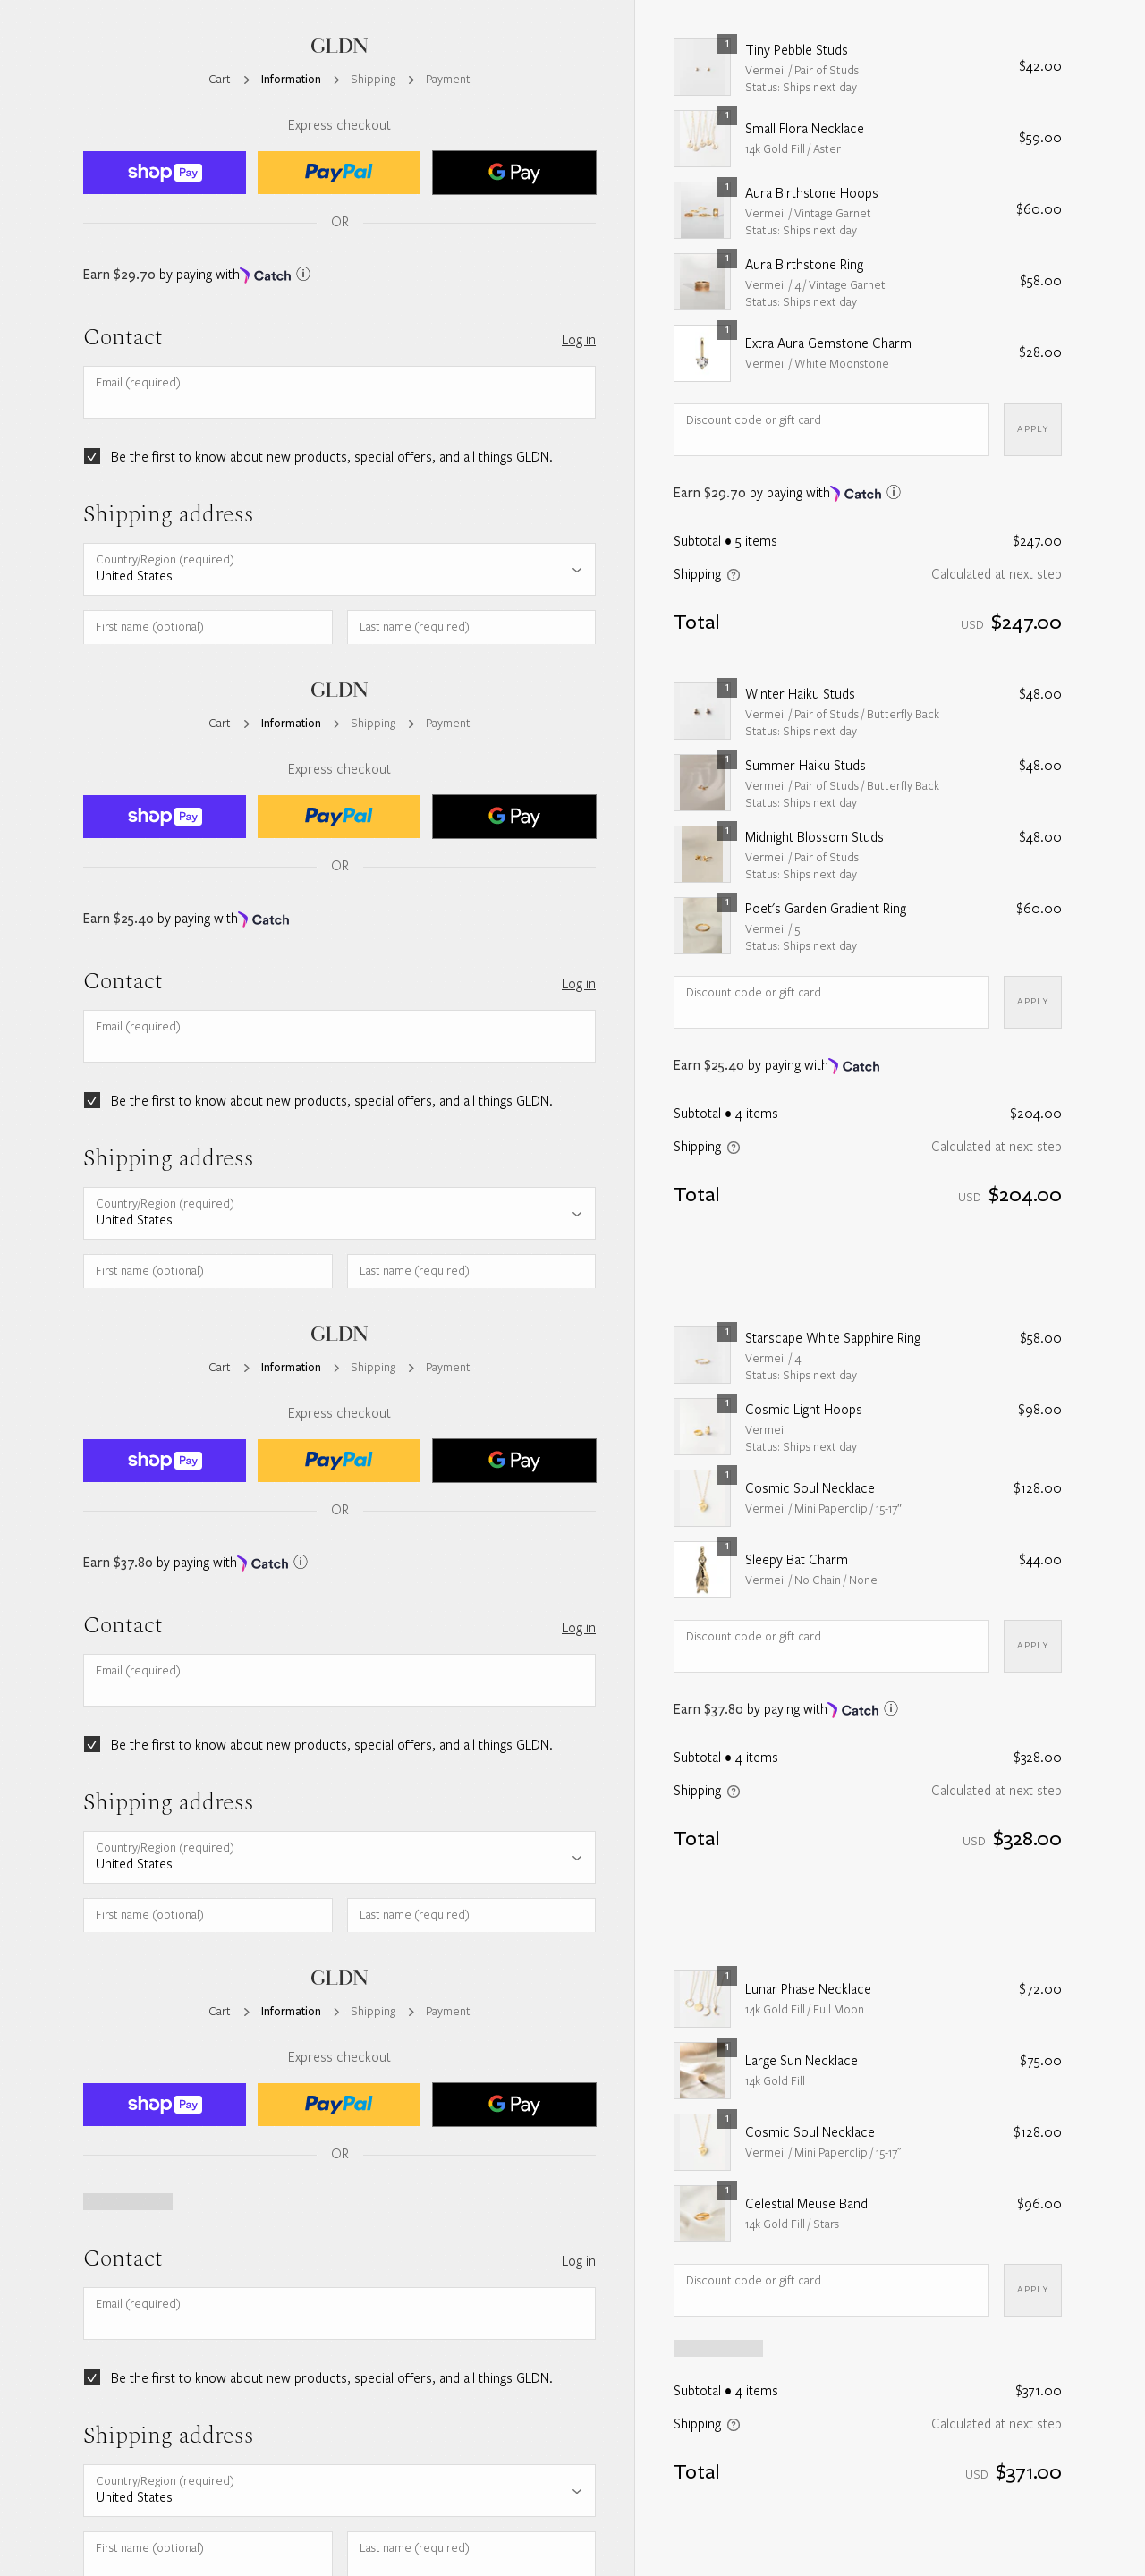 GLDN
Cart > Information > Shipping > Payment
Express checkout
shop Pay
PayPal
G Pay
OR
Earn $29.70 by paying with Catch
Contact
Log in
Email (required)
Be the first to know about new products, special offers, and all things GLDN.
Shipping address
Country/Region (required)
United States
First name (optional)
Last name (required)
1
Tiny Pebble Studs
Vermeil / Pair of Studs
Status: Ships next day
$42.00
1
Small Flora Necklace
14k Gold Fill / Aster
$59.00
1
Aura Birthstone Hoops
Vermeil / Vintage Garnet
Status: Ships next day
$60.00
1
Aura Birthstone Ring
Vermeil / 4 / Vintage Garnet
Status: Ships next day
$58.00
1
Extra Aura Gemstone Charm
Vermeil / White Moonstone
$28.00
Discount code or gift card
APPLY
Earn $29.70 by paying with Catch
Subtotal • 5 items
$247.00
Shipping
Calculated at next step
Total
USD $247.00
GLDN
Cart > Information > Shipping > Payment
Express checkout
shop Pay
PayPal
G Pay
OR
Earn $25.40 by paying with Catch
Contact
Log in
Email (required)
Be the first to know about new products, special offers, and all things GLDN.
Shipping address
Country/Region (required)
United States
First name (optional)
Last name (required)
1
Winter Haiku Studs
Vermeil / Pair of Studs / Butterfly Back
Status: Ships next day
$48.00
1
Summer Haiku Studs
Vermeil / Pair of Studs / Butterfly Back
Status: Ships next day
$48.00
1
Midnight Blossom Studs
Vermeil / Pair of Studs
Status: Ships next day
$48.00
1
Poet's Garden Gradient Ring
Vermeil / 5
Status: Ships next day
$60.00
Discount code or gift card
APPLY
Earn $25.40 by paying with Catch
Subtotal • 4 items
$204.00
Shipping
Calculated at next step
Total
USD $204.00
GLDN
Cart > Information > Shipping > Payment
Express checkout
shop Pay
PayPal
G Pay
OR
Earn $37.80 by paying with Catch
Contact
Log in
Email (required)
Be the first to know about new products, special offers, and all things GLDN.
Shipping address
Country/Region (required)
United States
First name (optional)
Last name (required)
1
Starscape White Sapphire Ring
Vermeil / 4
Status: Ships next day
$58.00
1
Cosmic Light Hoops
Vermeil
Status: Ships next day
$98.00
1
Cosmic Soul Necklace
Vermeil / Mini Paperclip / 15-17"
$128.00
1
Sleepy Bat Charm
Vermeil / No Chain / None
$44.00
Discount code or gift card
APPLY
Earn $37.80 by paying with Catch
Subtotal • 4 items
$328.00
Shipping
Calculated at next step
Total
USD $328.00
GLDN
Cart > Information > Shipping > Payment
Express checkout
shop Pay
PayPal
G Pay
OR
Contact
Log in
Email (required)
Be the first to know about new products, special offers, and all things GLDN.
Shipping address
Country/Region (required)
United States
First name (optional)
Last name (required)
1
Lunar Phase Necklace
14k Gold Fill / Full Moon
$72.00
1
Large Sun Necklace
14k Gold Fill
$75.00
1
Cosmic Soul Necklace
Vermeil / Mini Paperclip / 15-17"
$128.00
1
Celestial Meuse Band
14k Gold Fill / Stars
$96.00
Discount code or gift card
APPLY
Subtotal • 4 items
$371.00
Shipping
Calculated at next step
Total
USD $371.00